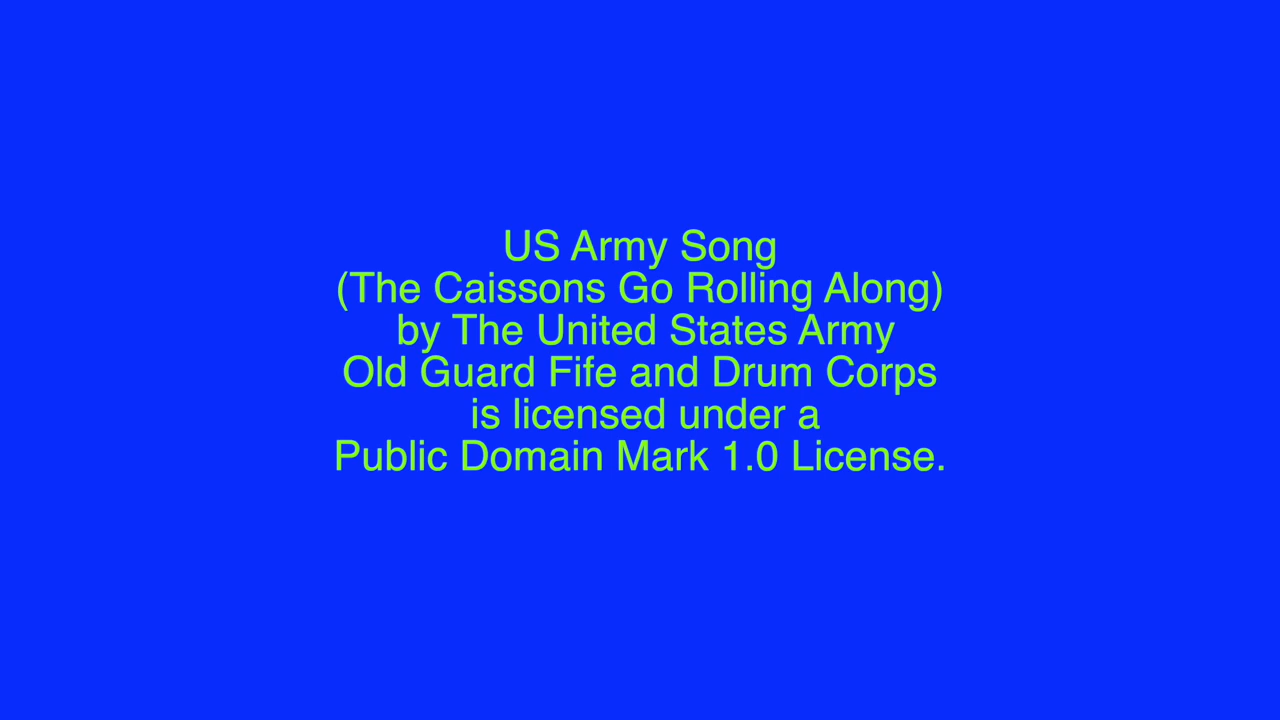 US Army Song
(The Caissons Go Rolling Along)
by The United States Army
Old Guard Fife and Drum Corps
is licensed under a
Public Domain Mark 1.0 License.